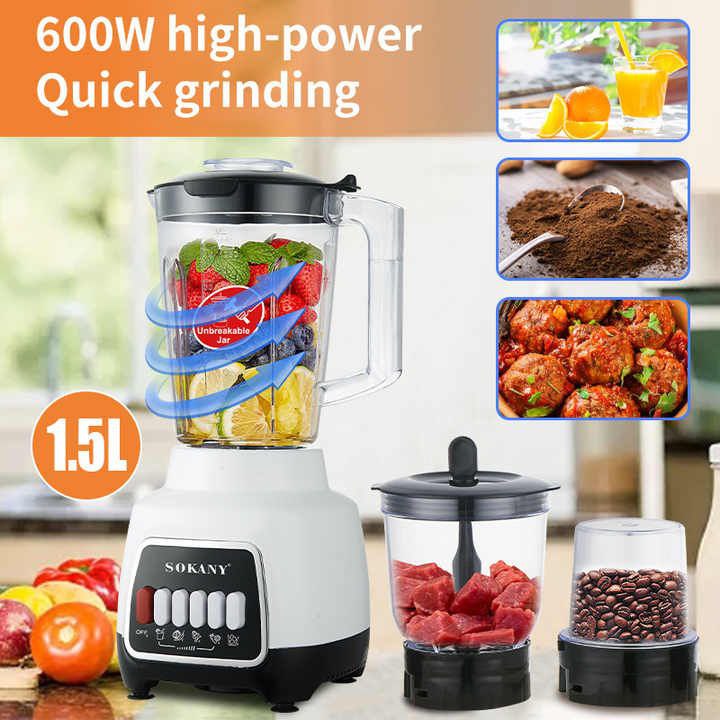 600W high-power
Quick grinding
Unbreakable
Jar
1.5L
SOKANY
OFF